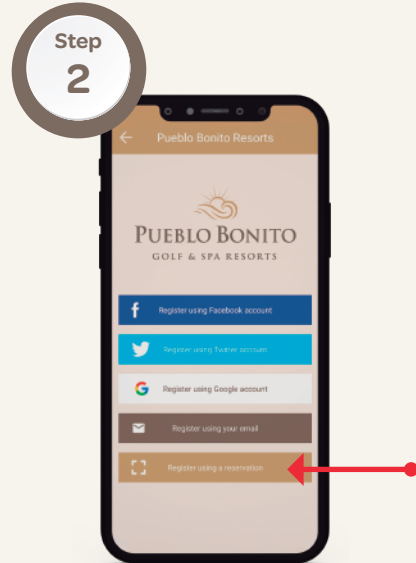 Step
2
Pueblo Bonito Resorts
PUEBLO BONITO
GOLF & SPA RESORTS
f Register using Facebook account
Register using Twitter account
G Register using Google account
Register using your email
Register using a reservation